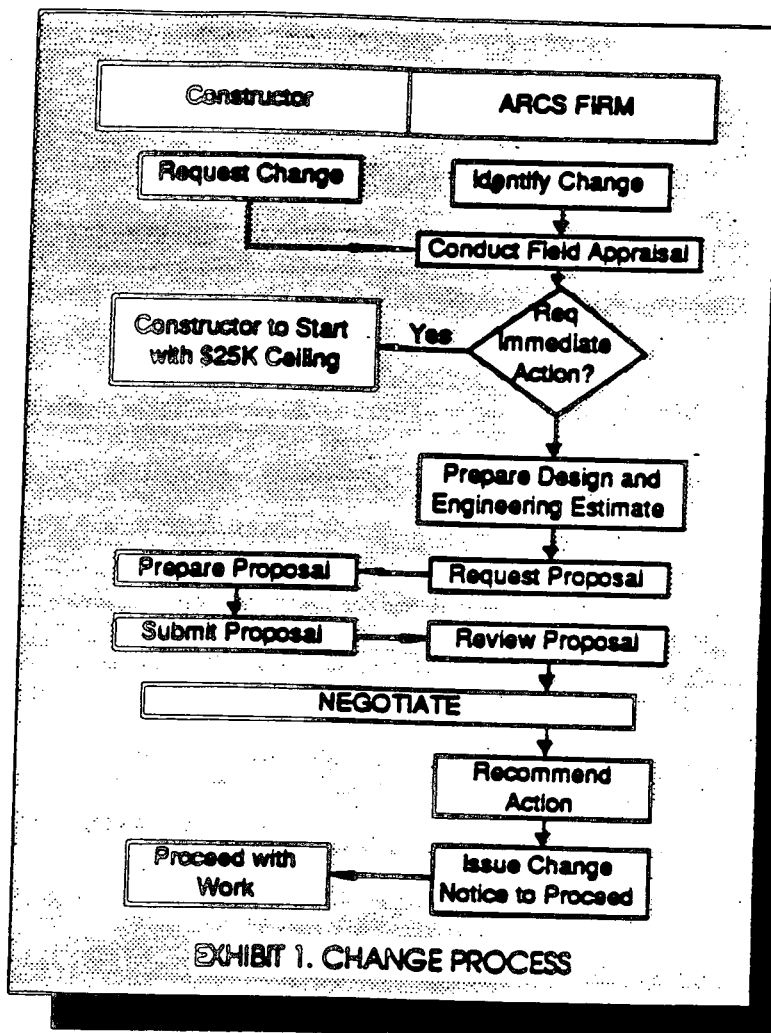 Constructor
ARCS FIRM
Request Change
Identify Change
Conduct Field Appraisal
Req
Immediate
Action?
Yes
Constructor to Start
with $25K Ceiling
Prepare Design and
Engineering Estimate
Prepare Proposal
Request Proposal
Submit Proposal
Review Proposal
NEGOTIATE
Recommend
Action
Proceed with
Work
Issue Change
Notice to Proceed
EXHIBIT 1. CHANGE PROCESS